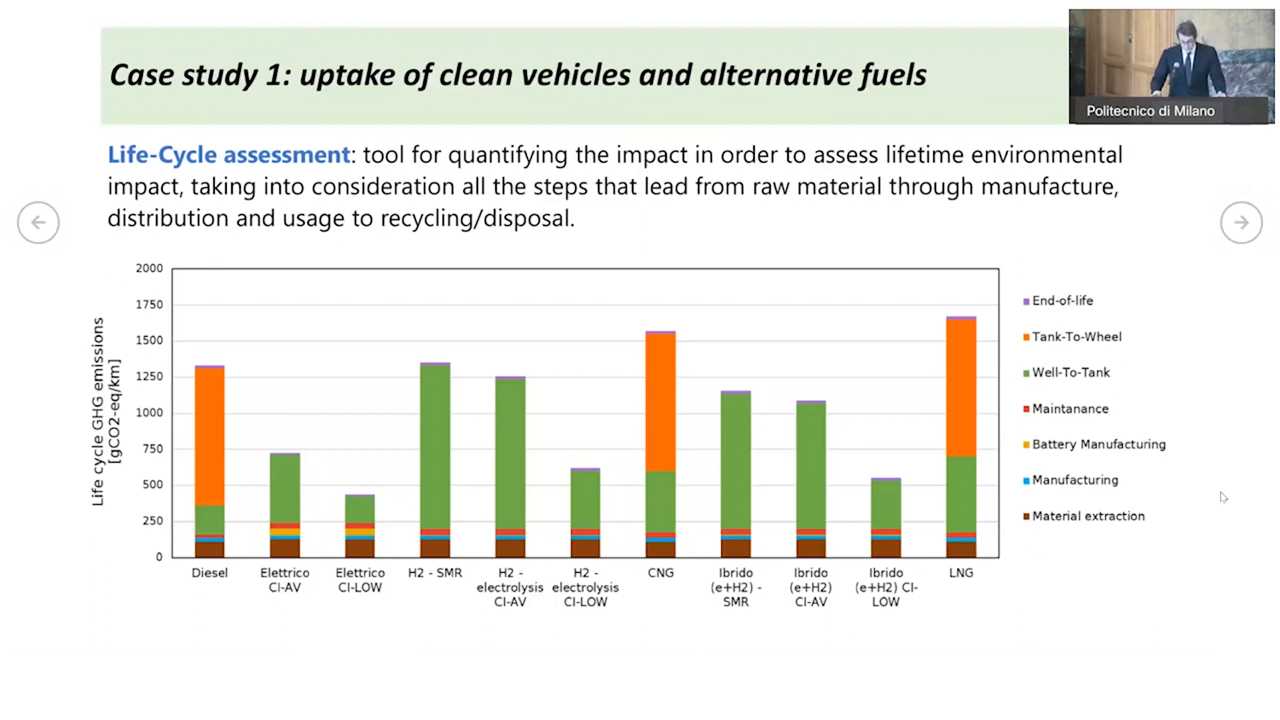 Case study 1: uptake of clean vehicles and alternative fuels
Politecnico di Milano
Life-Cycle assessment: tool for quantifying the impact in order to assess lifetime environmental
impact, taking into consideration all the steps that lead from raw material through manufacture,
distribution and usage to recycling/disposal.
Life cycle GHG emissions
[gCO2-eq/km]
2000
1750
1500
1250
1000
750
500
250
0
Diesel
Elettrico
CI-AV
Elettrico
CI-LOW
H2 - SMR
H2 -
electrolysis
CI-AV
H2 -
electrolysis
CI-LOW
CNG
Ibrido
(e+H2) -
SMR
Ibrido
(e+H2)
CI-AV
Ibrido
(e+H2) CI-
LOW
LNG
End-of-life
Tank-To-Wheel
Well-To-Tank
Maintanance
Battery Manufacturing
Manufacturing
Material extraction